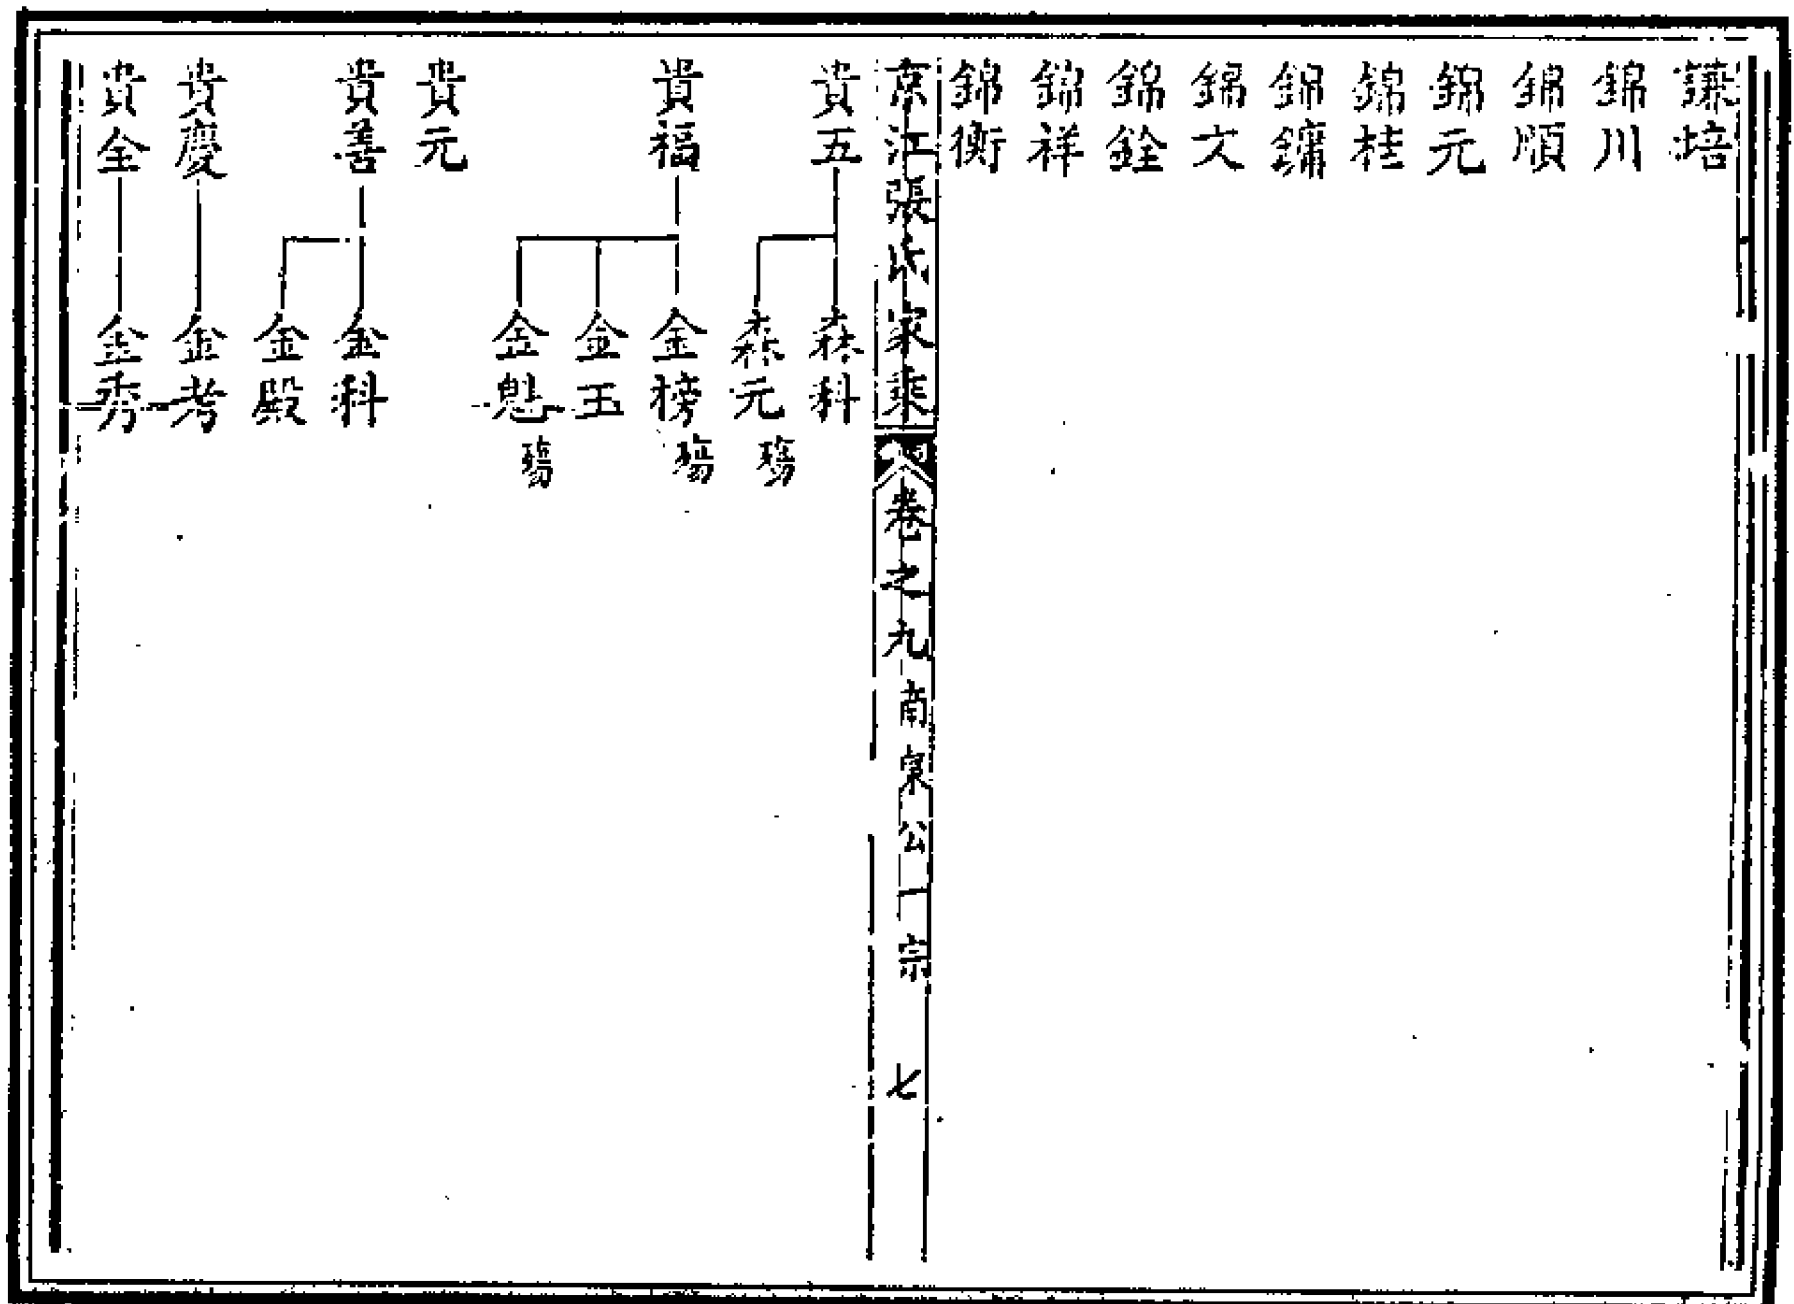 謙培
錦川
錦順
錦元
錦桂
錦鏞
錦文
錦銓
錦祥
錦衡
京江張氏家乘 卷之九 南泉公一宗 七
貴五
森科
森元 殤
貴福
金榜 殤
金玉
金魁 殤
貴元
貴善
金科
金殿
貴慶
金考
貴全
金秀